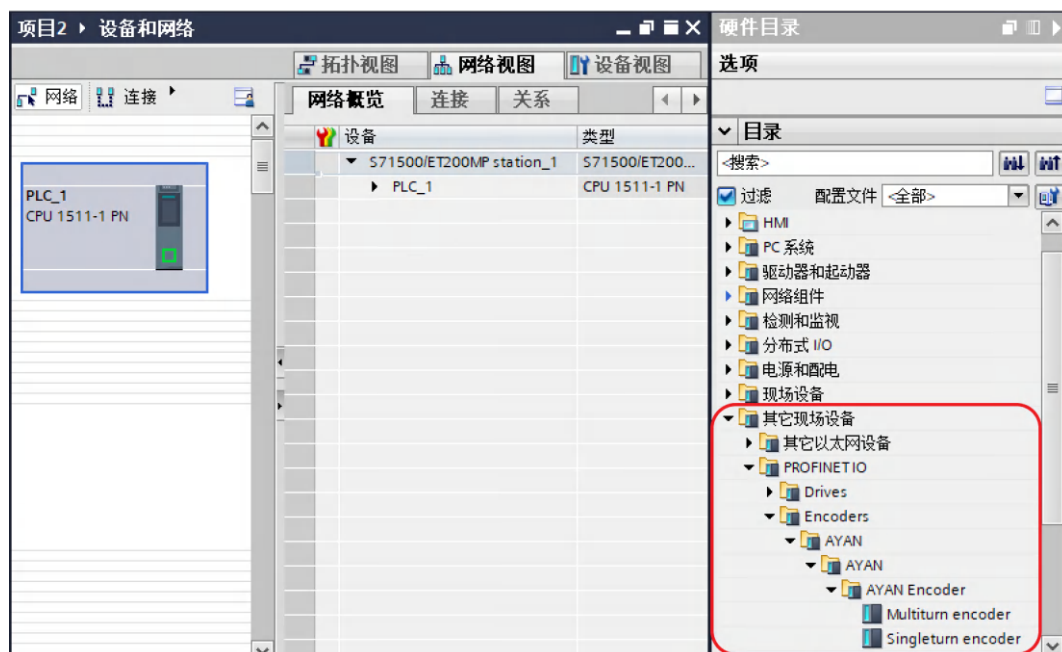 项目2 ▸ 设备和网络
拓扑视图 网络视图 设备视图
网络 连接
网络概览 连接 关系
设备 类型
S71500/ET200MP station_1 S71500/ET200...
PLC_1 CPU 1511-1 PN
PLC_1
CPU 1511-1 PN
硬件目录
选项
目录
<搜索>
过滤 配置文件 <全部>
HMI
PC 系统
驱动器和起动器
网络组件
检测和监视
分布式 I/O
电源和配电
现场设备
其它现场设备
其它以太网设备
PROFINET IO
Drives
Encoders
AYAN
AYAN
AYAN Encoder
Multiturn encoder
Singleturn encoder